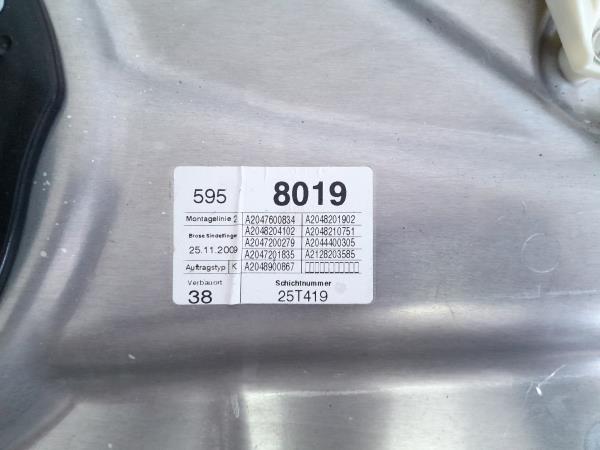 595 8019
Montagelinie 2 A2047600834 A2048201902
Brose Sindelfinge A2048204102 A2048210751
25.11.2009 A2047200279 A2044400305
A2047201835 A2128203585
Auftragstyp K A2048900867
Verbauort Schichtnummer
38 25T419